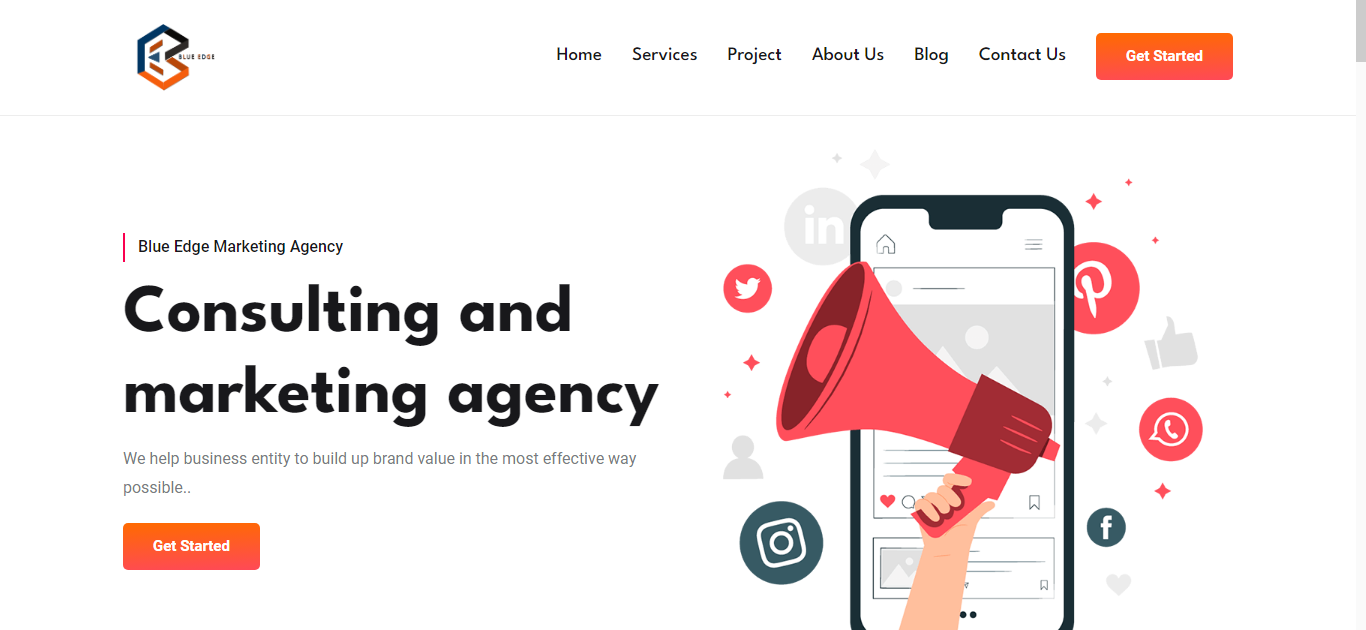 BLUE EDGE
Home Services Project About Us Blog Contact Us Get Started
Blue Edge Marketing Agency
Consulting and
marketing agency
We help business entity to build up brand value in the most effective way
possible..
Get Started
in